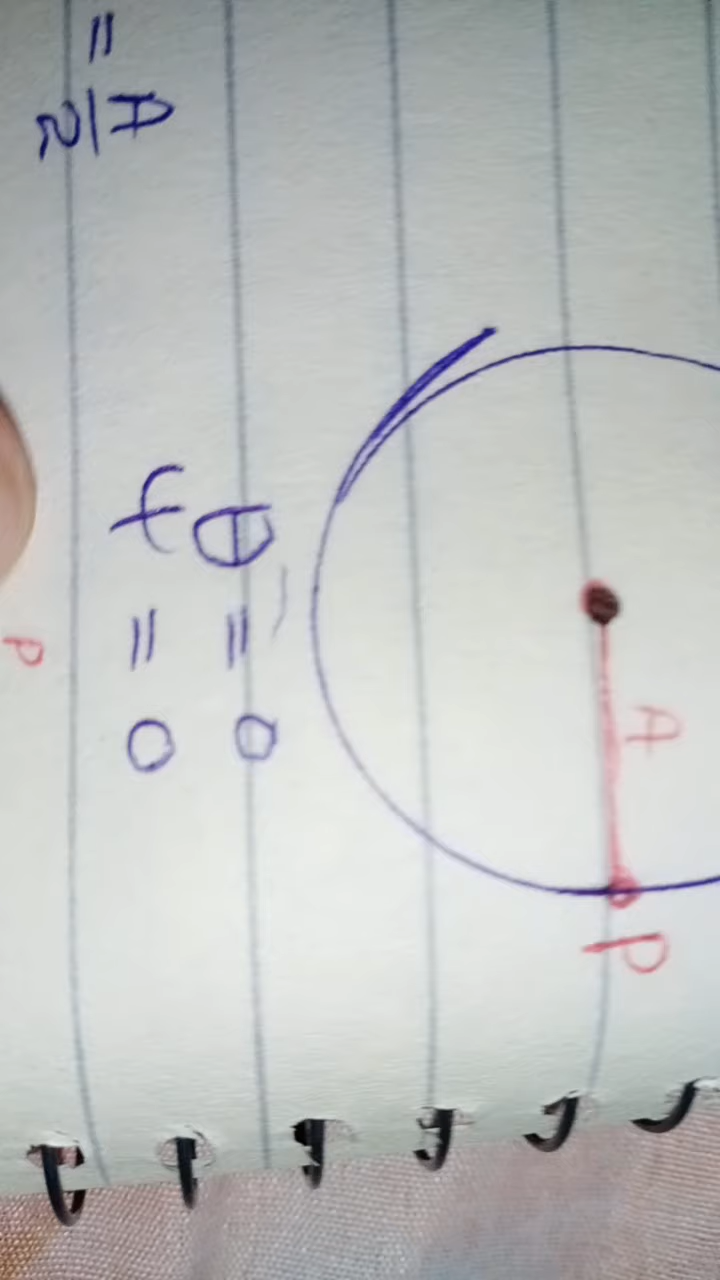 A
P
θ = 0
t = 0
= A/2
P